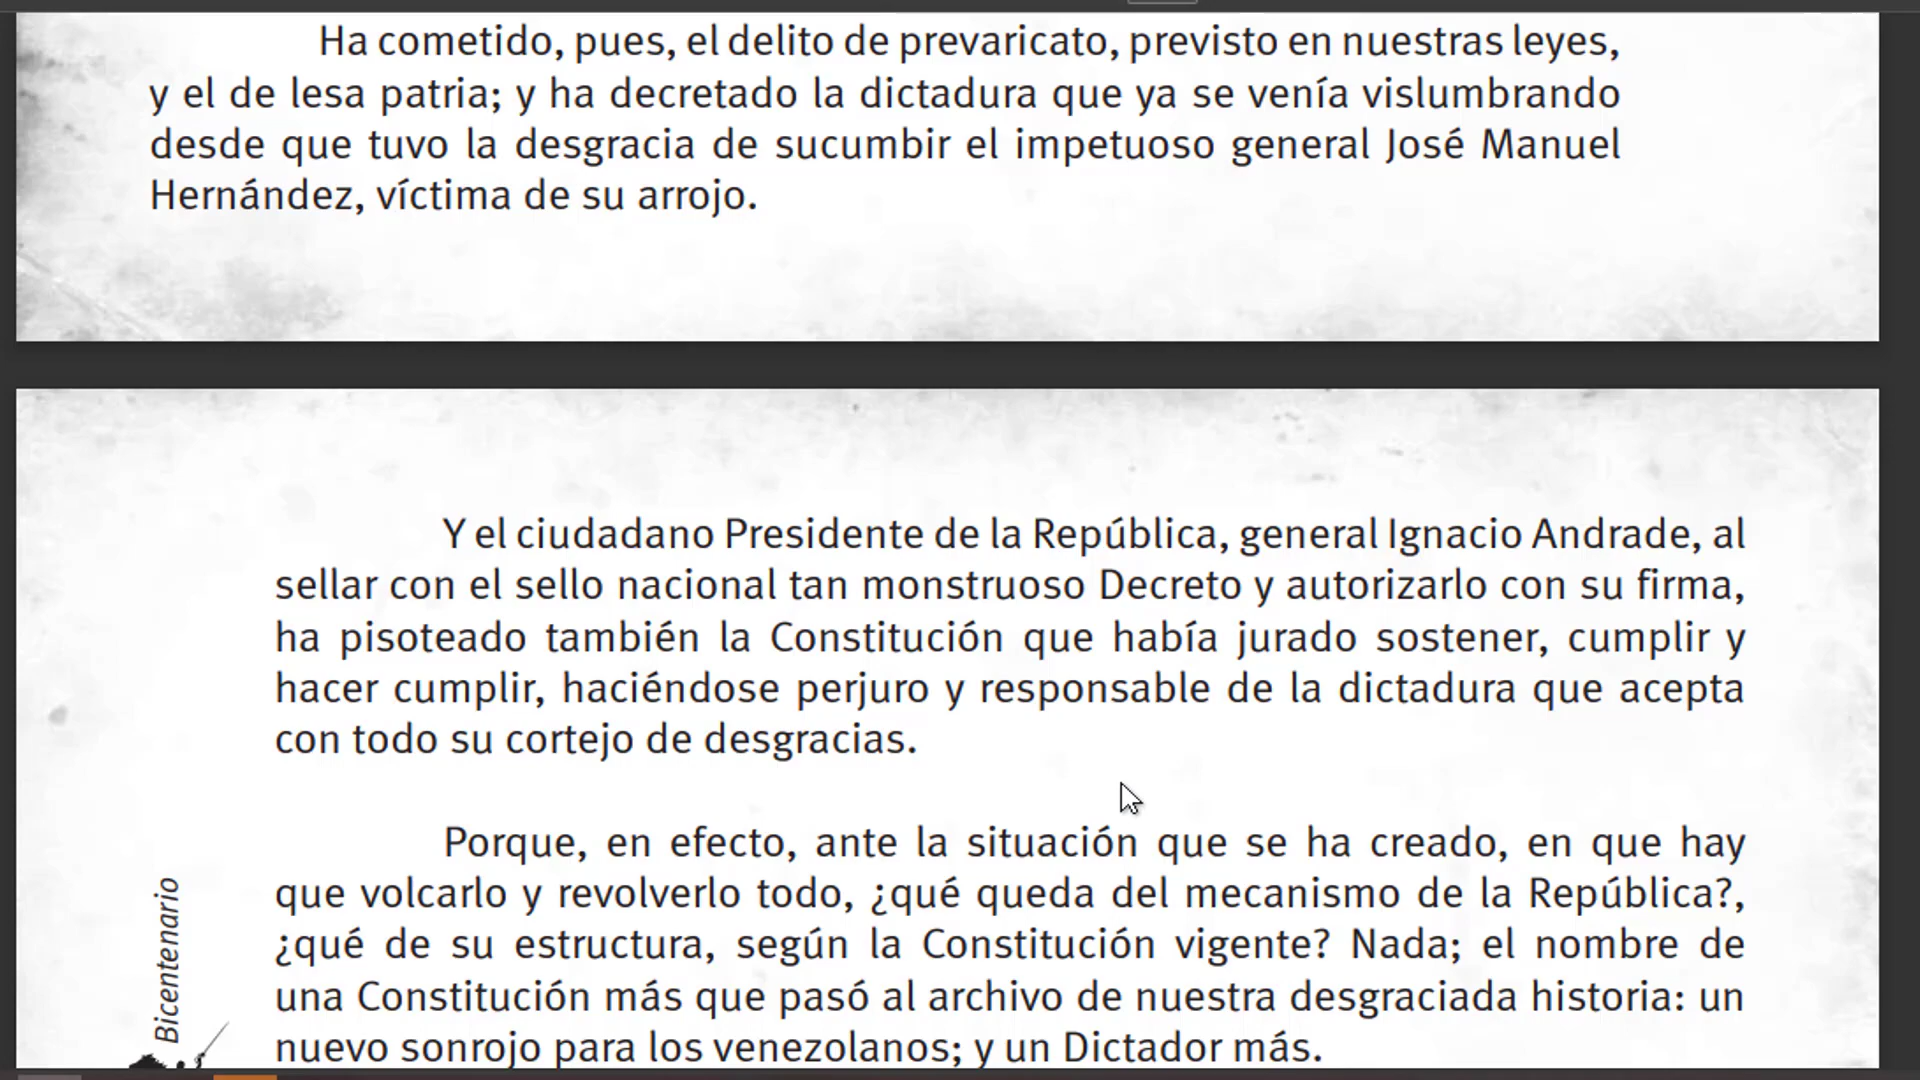 Ha cometido, pues, el delito de prevaricato, previsto en nuestras leyes,
y el de lesa patria; y ha decretado la dictadura que ya se venía vislumbrando
desde que tuvo la desgracia de sucumbir el impetuoso general José Manuel
Hernández, víctima de su arrojo.
Y el ciudadano Presidente de la República, general Ignacio Andrade, al
sellar con el sello nacional tan monstruoso Decreto y autorizarlo con su firma,
ha pisoteado también la Constitución que había jurado sostener, cumplir y
hacer cumplir, haciéndose perjuro y responsable de la dictadura que acepta
con todo su cortejo de desgracias.
Porque, en efecto, ante la situación que se ha creado, en que hay
que volcarlo y revolverlo todo, ¿qué queda del mecanismo de la República?,
¿qué de su estructura, según la Constitución vigente? Nada; el nombre de
una Constitución más que pasó al archivo de nuestra desgraciada historia: un
nuevo sonrojo para los venezolanos; y un Dictador más.
Bicentenario